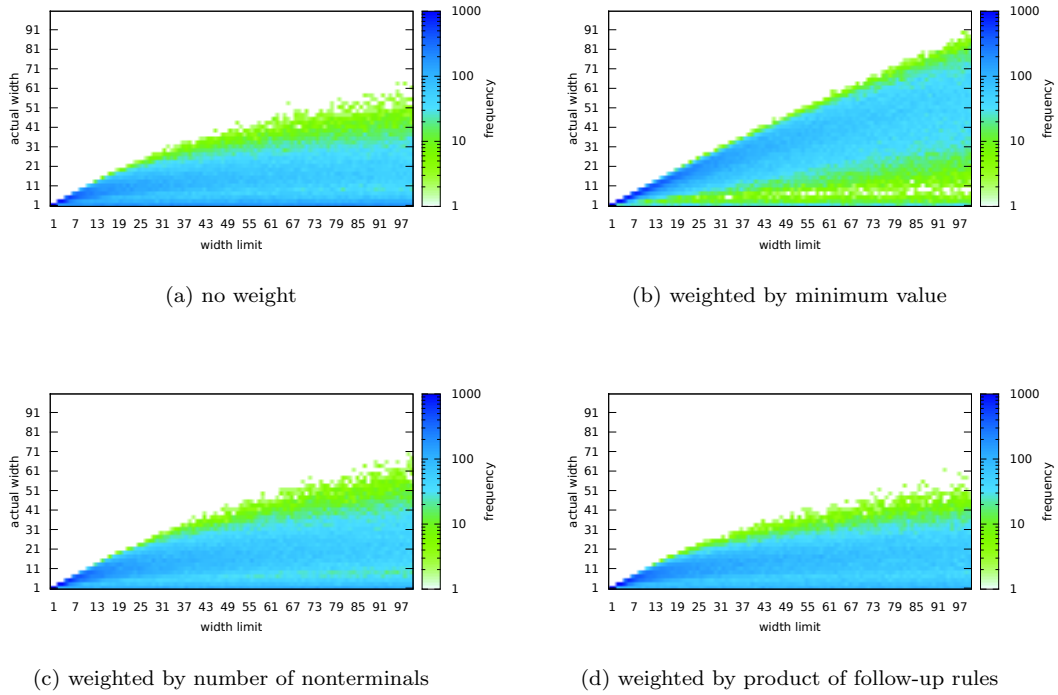 91
81
71
61
51
41
31
21
11
1
actual width
1 7 13 19 25 31 37 43 49 55 61 67 73 79 85 91 97
width limit
1000
100
10
1
frequency
(a) no weight
91
81
71
61
51
41
31
21
11
1
actual width
1 7 13 19 25 31 37 43 49 55 61 67 73 79 85 91 97
width limit
1000
100
10
1
frequency
(b) weighted by minimum value
91
81
71
61
51
41
31
21
11
1
actual width
1 7 13 19 25 31 37 43 49 55 61 67 73 79 85 91 97
width limit
1000
100
10
1
frequency
(c) weighted by number of nonterminals
91
81
71
61
51
41
31
21
11
1
actual width
1 7 13 19 25 31 37 43 49 55 61 67 73 79 85 91 97
width limit
1000
100
10
1
frequency
(d) weighted by product of follow-up rules